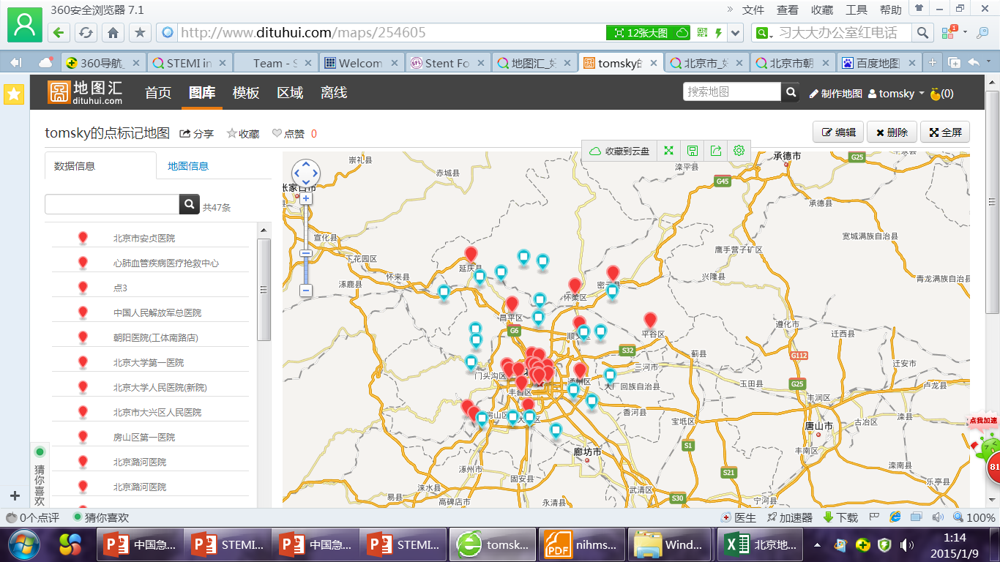 360安全浏览器 7.1
» 文件 查看 收藏 工具 帮助
http://www.dituhui.com/maps/254605
12张大图
习大大办公室红电话
1
360导航_
STEMI in
Team - S
Welcom
Stent Fo
地图汇_好
tomsky的
北京市_好
北京市朝
百度地图
地图汇
dituhui.com
首页 图库 模板 区域 离线
搜索地图
制作地图 tomsky (0)
tomsky的点标记地图 分享 收藏 点赞 0
编辑 删除 全屏
收藏到云盘
数据信息 地图信息
共47条
北京市安贞医院
心肺血管疾病医疗抢救中心
点3
中国人民解放军总医院
朝阳医院(工体南路店)
北京大学第一医院
北京大学人民医院(新院)
北京市大兴区人民医院
房山区第一医院
北京潞河医院
北京潞河医院
猜你喜欢
崇礼县
赤城县
滦平县
承德市
G25
G45
张家口市
承德县
宣化县
宽城满族自治县
鹰手营子矿区
下花园区
延庆县
怀来县
涿鹿县
密云县
兴隆县
青龙满族自治县
怀柔区
昌平区
G6
顺义区
平谷区
遵化市
迁西县
S32
蓟县
G112
三河市
迁安市
门头沟区
通州区
大厂回族自治县
玉田县
G25
卢龙县
丰台区
丰润区
香河县
房山区
宝坻区
古冶区
滦县
唐山市
点我加速
81
S1
廊坊市
丰南区
涿州市
S21
滦南县
固安县
涞水县
武清区
乐亭县
易县
高碑店市
永清县
S30
宁河县
0个点评 猜你喜欢
医生 加速器 下载 100%
中国急...
STEMI...
中国急...
STEMI...
tomsk...
nihms...
Wind...
北京地...
1:14
2015/1/9